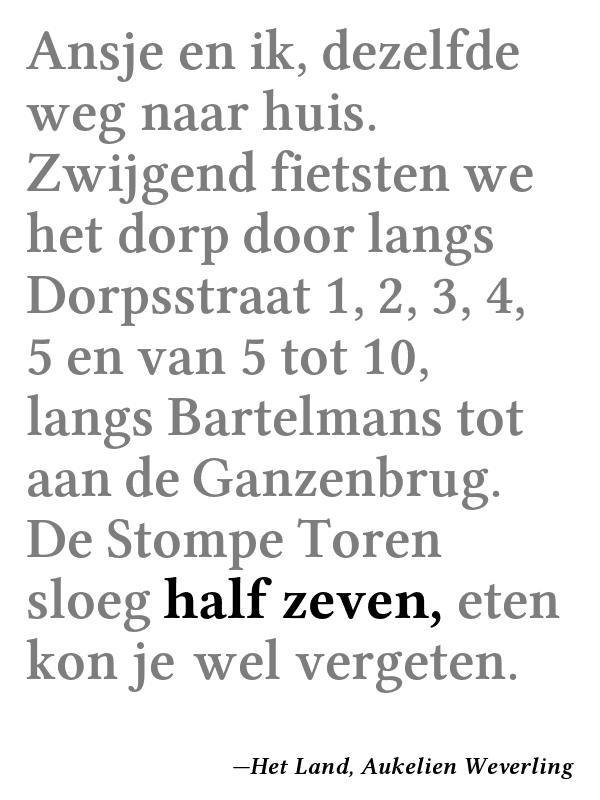 Ansje en ik, dezelfde
weg naar huis.
Zwijgend fietsten we
het dorp door langs
Dorpsstraat 1, 2, 3, 4,
5 en van 5 tot 10,
langs Bartelmans tot
aan de Ganzenbrug.
De Stompe Toren
sloeg half zeven, eten
kon je wel vergeten.
—Het Land, Aukelien Weverling